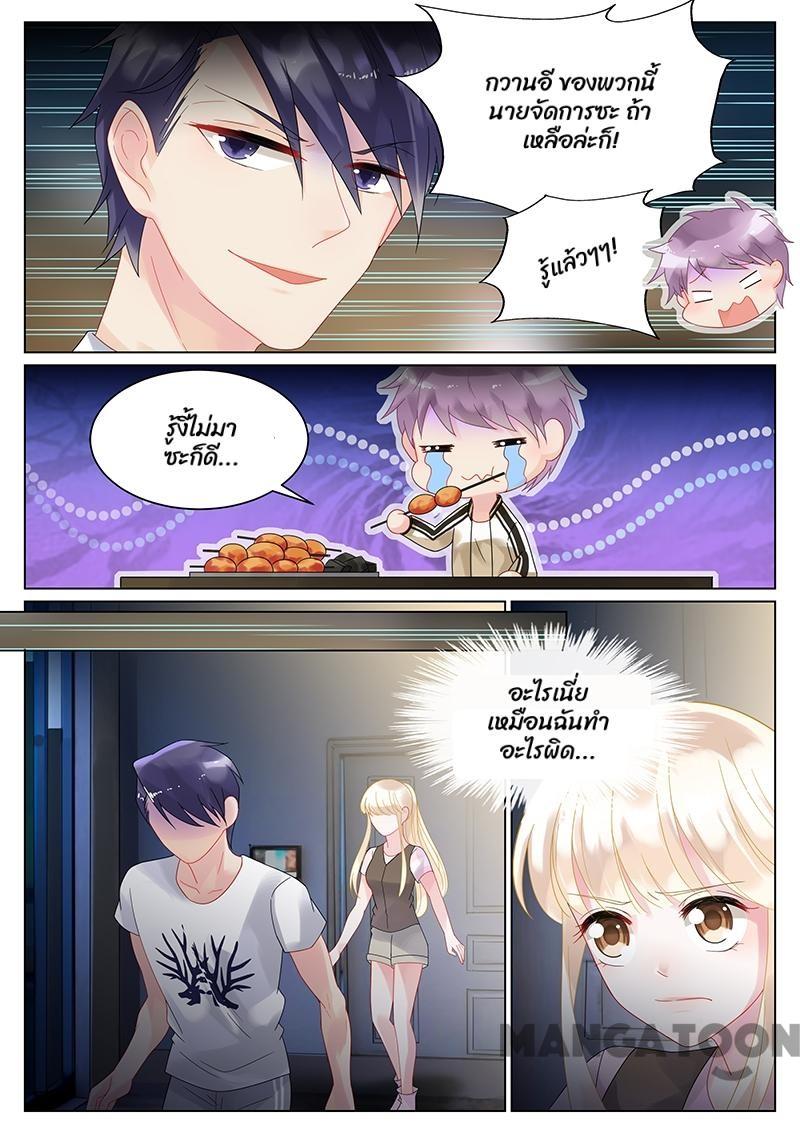 กวานอี ของพวกนี้
นายจัดการซะ ถ้า
เหลือล่ะก็!
รู้แล้วๆๆ!
รู้งี้ไม่มา
ซะก็ดี...
อะไรเนี่ย
เหมือนฉันทำ
อะไรผิด...
MANGATOON